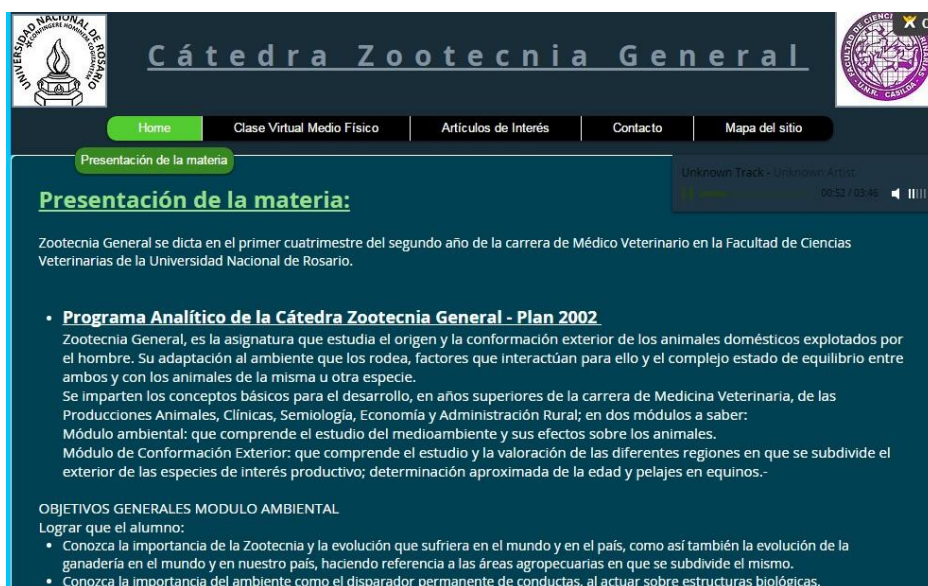 UNIVERSIDAD NACIONAL DE ROSARIO
CONFINGERE HOMINEM COGITANTEM
Cátedra Zootecnia General
U.N.R. CASILDA
Home
Clase Virtual Medio Físico
Artículos de Interés
Contacto
Mapa del sitio
Presentación de la materia
Unknown Track - Unknown Artist
00:52 / 03:46
Presentación de la materia:
Zootecnia General se dicta en el primer cuatrimestre del segundo año de la carrera de Médico Veterinario en la Facultad de Ciencias
Veterinarias de la Universidad Nacional de Rosario.
• Programa Analítico de la Cátedra Zootecnia General - Plan 2002
Zootecnia General, es la asignatura que estudia el origen y la conformación exterior de los animales domésticos explotados por
el hombre. Su adaptación al ambiente que los rodea, factores que interactúan para ello y el complejo estado de equilibrio entre
ambos y con los animales de la misma u otra especie.
Se imparten los conceptos básicos para el desarrollo, en años superiores de la carrera de Medicina Veterinaria, de las
Producciones Animales, Clínicas, Semiología, Economía y Administración Rural; en dos módulos a saber:
Módulo ambiental: que comprende el estudio del medioambiente y sus efectos sobre los animales.
Módulo de Conformación Exterior: que comprende el estudio y la valoración de las diferentes regiones en que se subdivide el
exterior de las especies de interés productivo; determinación aproximada de la edad y pelajes en equinos.-
OBJETIVOS GENERALES MODULO AMBIENTAL
Lograr que el alumno:
• Conozca la importancia de la Zootecnia y la evolución que sufriera en el mundo y en el país, como así también la evolución de la
ganadería en el mundo y en nuestro país, haciendo referencia a las áreas agropecuarias en que se subdivide el mismo.
• Conozca la importancia del ambiente como el disparador permanente de conductas, al actuar sobre estructuras biológicas.